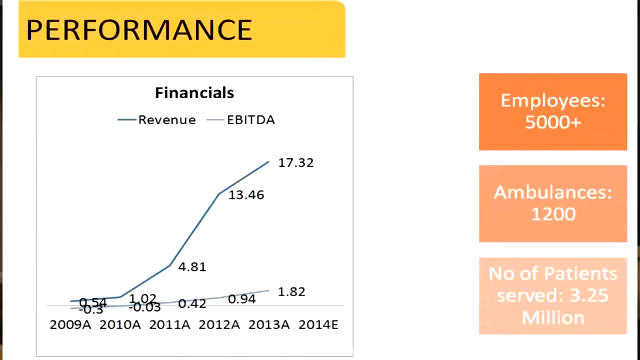 PERFORMANCE
Financials
Revenue EBITDA
17.32
13.46
4.81
1.82
0.94
0.42
1.02
0.54
-0.03
-0.3
2009A 2010A 2011A 2012A 2013A 2014E
Employees:
5000+
Ambulances:
1200
No of Patients
served: 3.25
Million